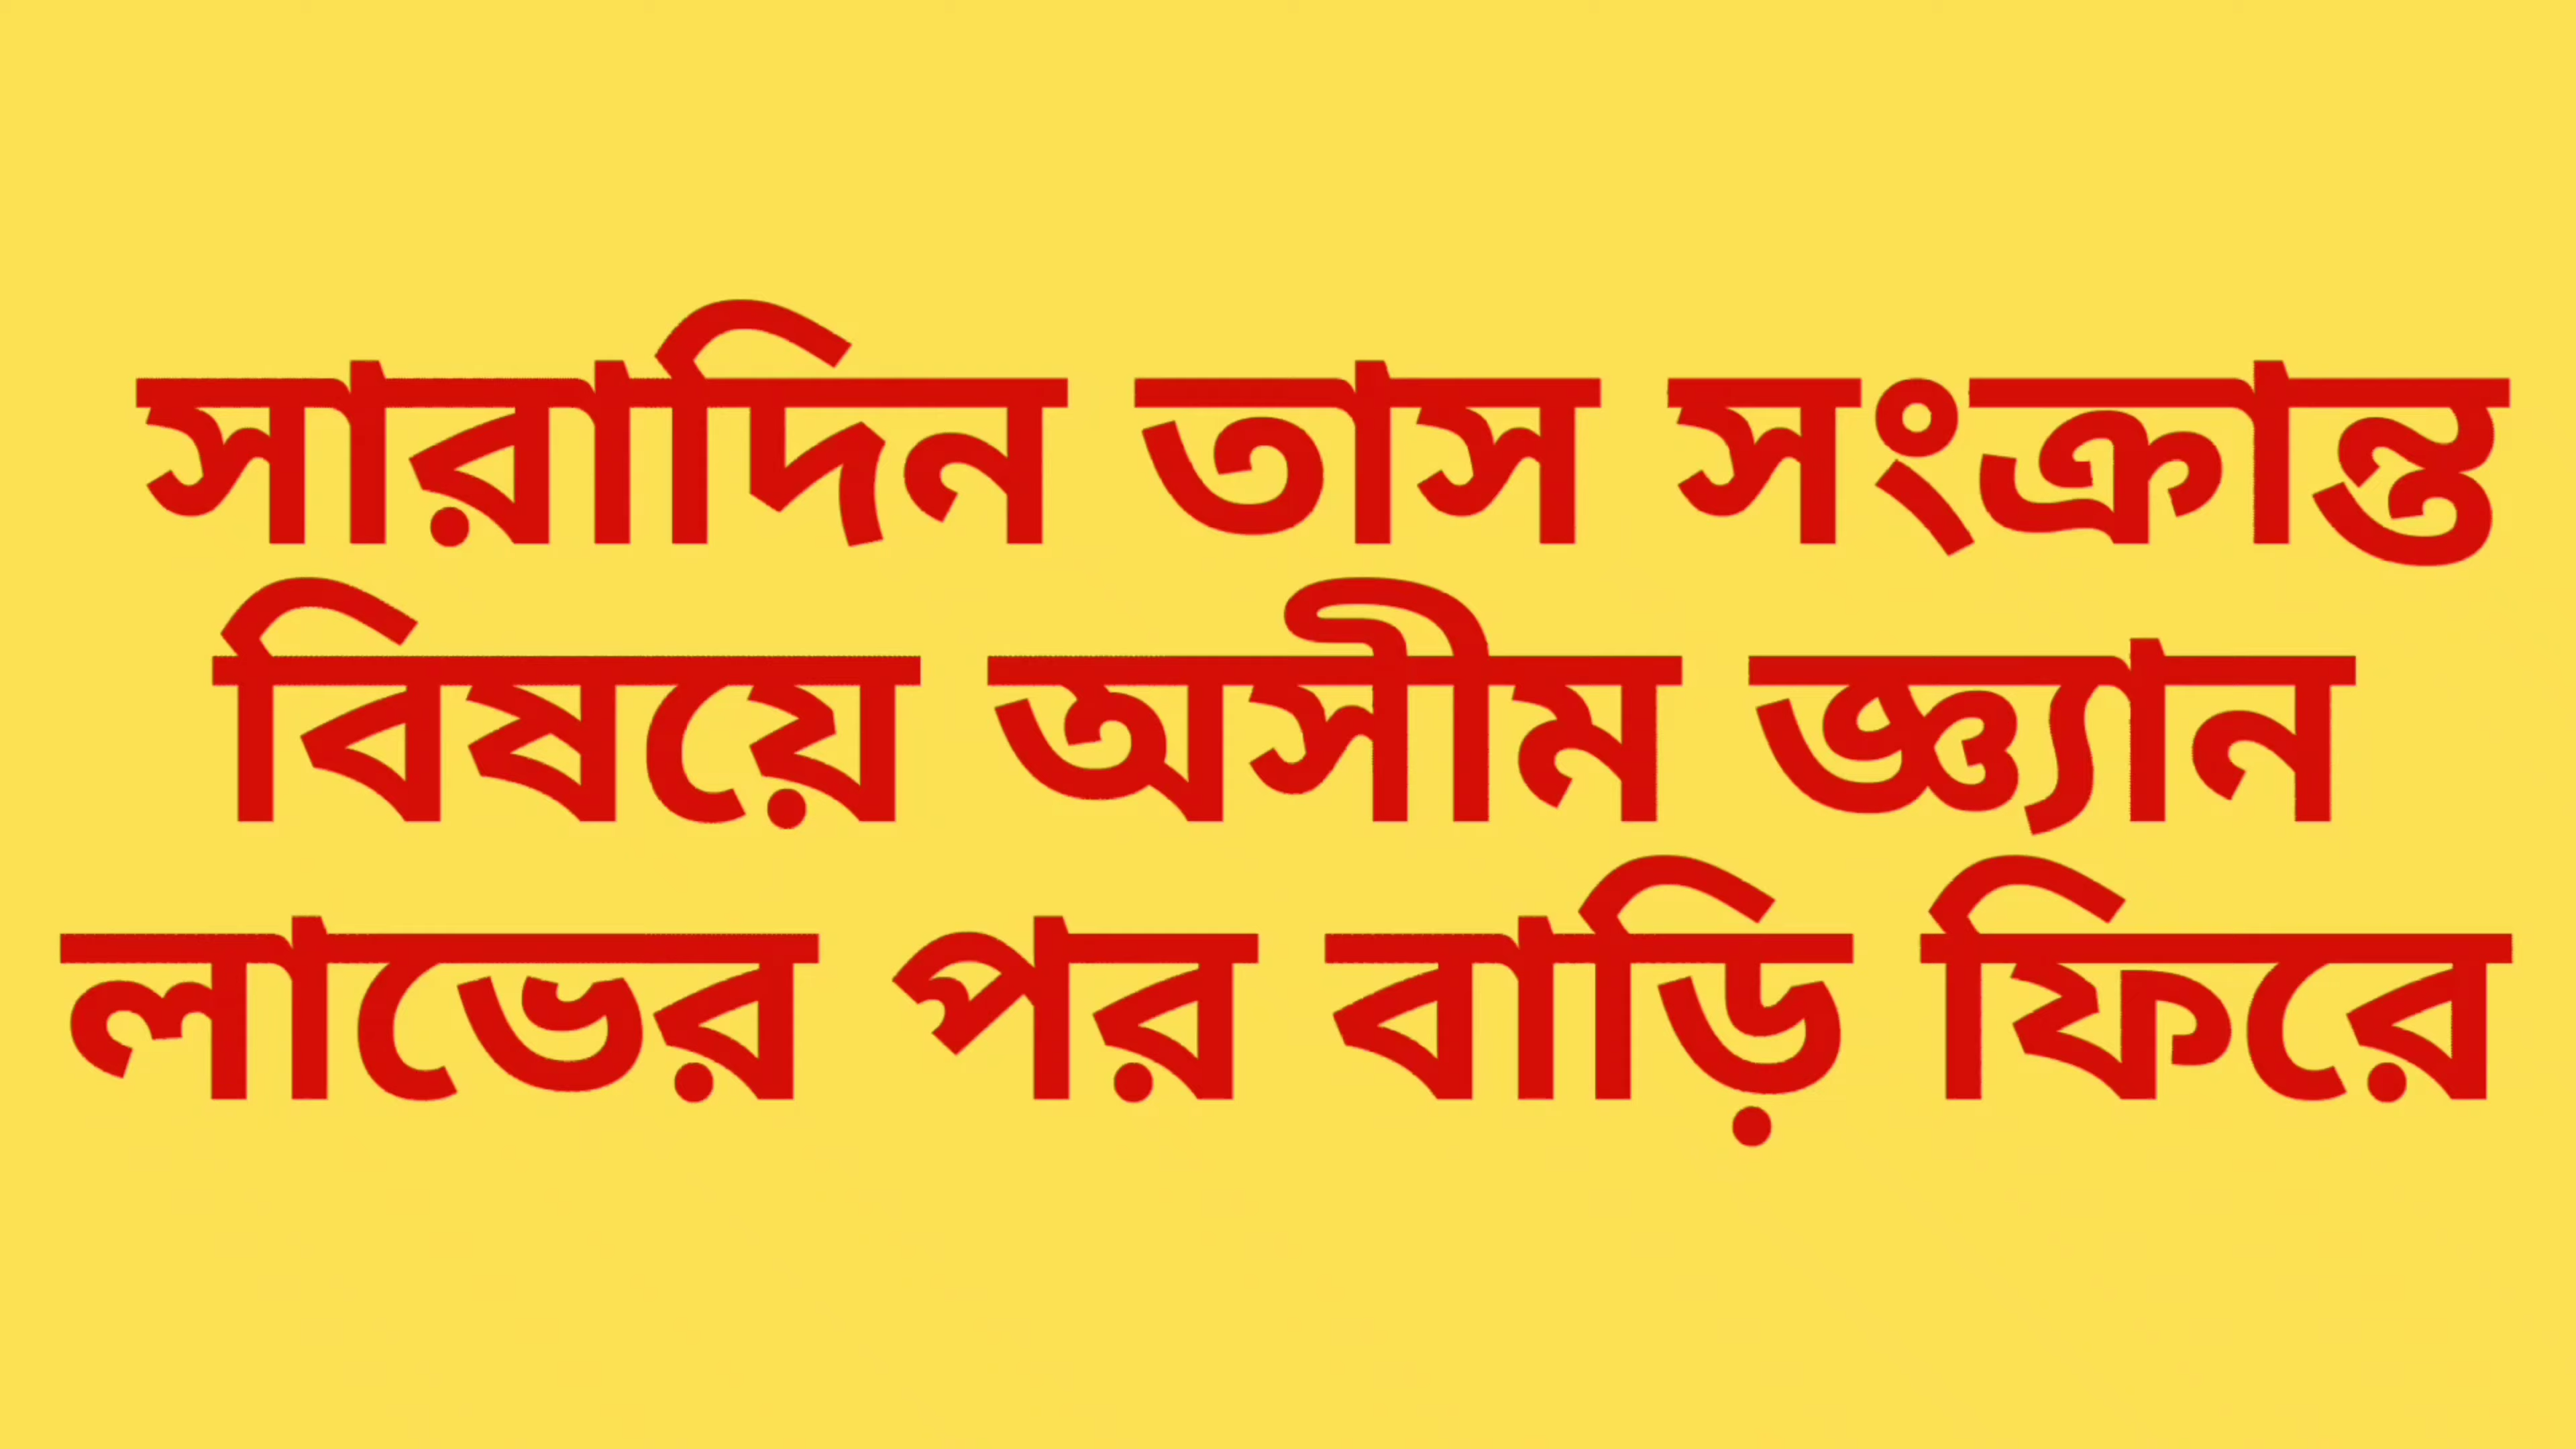 সারাদিন তাস সংক্রান্ত
বিষয়ে অসীম জ্ঞ্যান
লাভের পর বাড়ি ফিরে